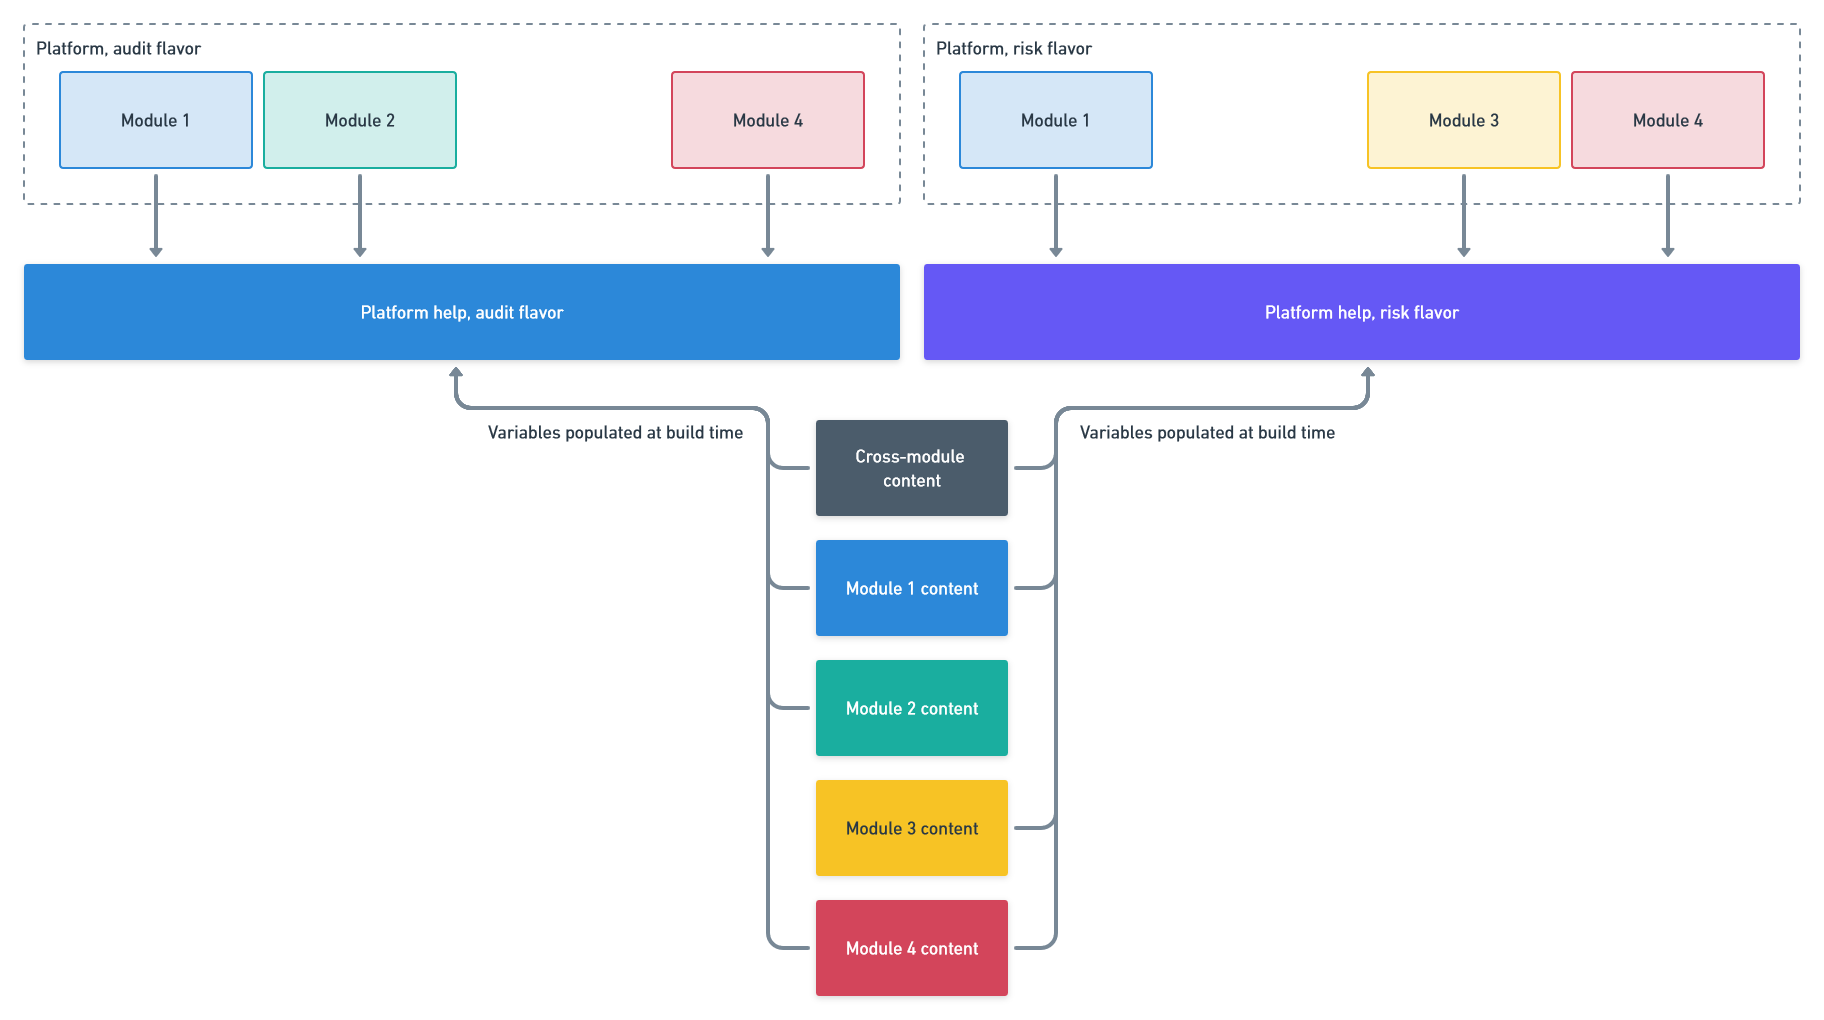 Platform, audit flavor
Module 1
Module 2
Module 4
Platform, risk flavor
Module 1
Module 3
Module 4
Platform help, audit flavor
Platform help, risk flavor
Variables populated at build time
Variables populated at build time
Cross-module
content
Module 1 content
Module 2 content
Module 3 content
Module 4 content